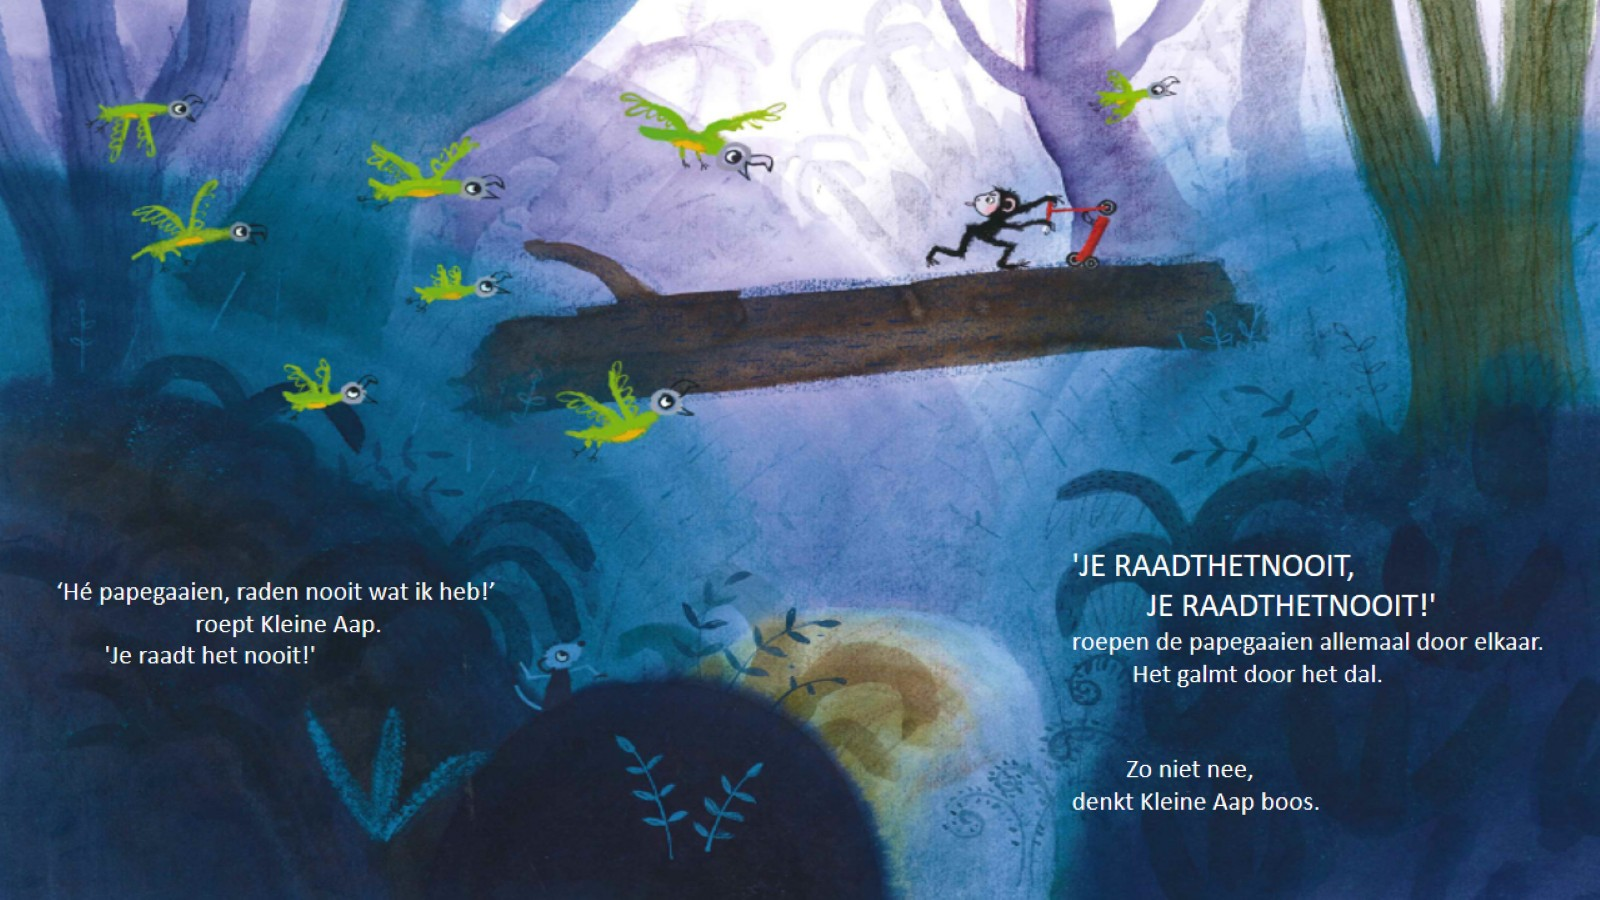 ‘Hé papegaaien, raden nooit wat ik heb!’
roept Kleine Aap.
'Je raadt het nooit!'
'JE RAADTHETNOOIT,
JE RAADTHETNOOIT!'
roepen de papegaaien allemaal door elkaar.
Het galmt door het dal.
Zo niet nee,
denkt Kleine Aap boos.